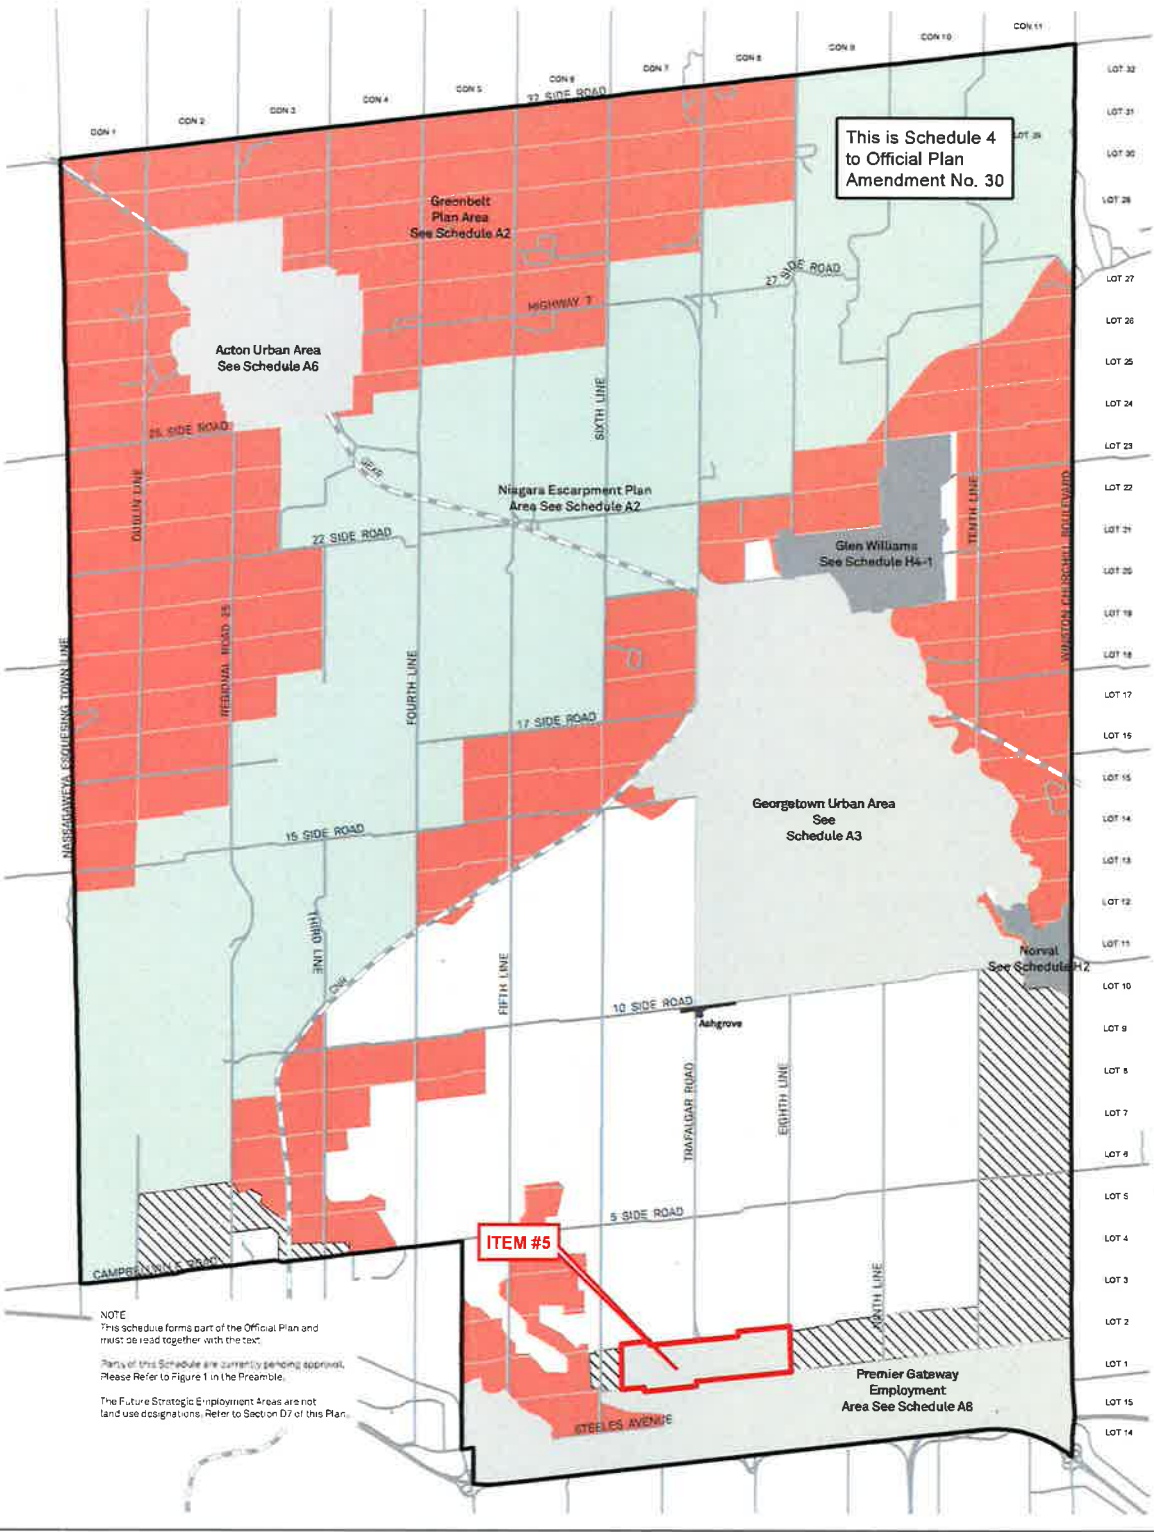 CON 1
CON 2
CON 3
CON 4
CON 5
CON 6
CON 7
CON 8
CON 9
CON 10
CON 11
32 SIDE ROAD
LOT 32
LOT 31
LOT 30
LOT 29
LOT 28
LOT 27
LOT 26
LOT 25
LOT 24
LOT 23
LOT 22
LOT 21
LOT 20
LOT 19
LOT 18
LOT 17
LOT 16
LOT 15
LOT 14
LOT 13
LOT 12
LOT 11
LOT 10
LOT 9
LOT 8
LOT 7
LOT 6
LOT 5
LOT 4
LOT 3
LOT 2
LOT 1
LOT 15
LOT 14
This is Schedule 4
to Official Plan
Amendment No. 30
Greenbelt
Plan Area
See Schedule A2
27 SIDE ROAD
HIGHWAY 7
Acton Urban Area
See Schedule A6
SIXTH LINE
25 SIDE ROAD
DUBLIN LINE
Niagara Escarpment Plan
Area See Schedule A2
22 SIDE ROAD
TENTH LINE
WINSTON CHURCHILL BOULEVARD
Glen Williams
See Schedule H4-1
NASSAGAWEYA ESQUESING TOWN LINE
REGIONAL ROAD 25
FOURTH LINE
17 SIDE ROAD
Georgetown Urban Area
See
Schedule A3
15 SIDE ROAD
THIRD LINE
CNR
FIFTH LINE
Norval
See Schedule H2
10 SIDE ROAD
Ashgrove
TRAFALGAR ROAD
EIGHTH LINE
5 SIDE ROAD
ITEM #5
NINTH LINE
CAMPBELLVILLE ROAD
Premier Gateway
Employment
Area See Schedule A8
STEELES AVENUE
NOTE
This schedule forms part of the Official Plan and
must be read together with the text.
Parts of this Schedule are currently pending approval.
Please Refer to Figure 1 in the Preamble.
The Future Strategic Employment Areas are not
land use designations. Refer to Section D7 of this Plan.